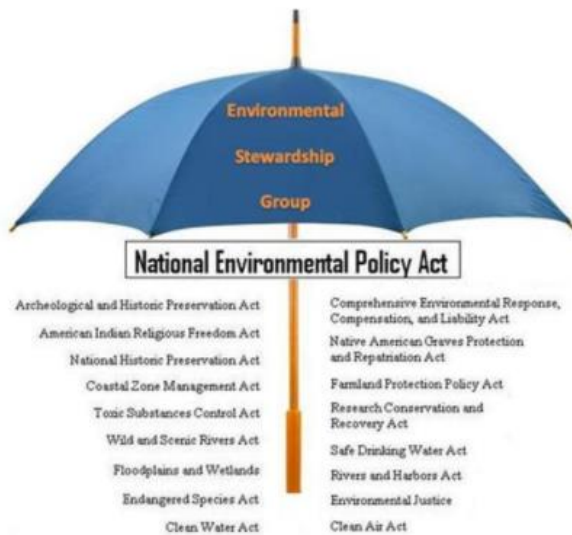 Environmental
Stewardship
Group
National Environmental Policy Act
Archeological and Historic Preservation Act
American Indian Religious Freedom Act
National Historic Preservation Act
Coastal Zone Management Act
Toxic Substances Control Act
Wild and Scenic Rivers Act
Floodplains and Wetlands
Endangered Species Act
Clean Water Act
Comprehensive Environmental Response,
Compensation, and Liability Act
Native American Graves Protection
and Repatriation Act
Farmland Protection Policy Act
Research Conservation and
Recovery Act
Safe Drinking Water Act
Rivers and Harbors Act
Environmental Justice
Clean Air Act